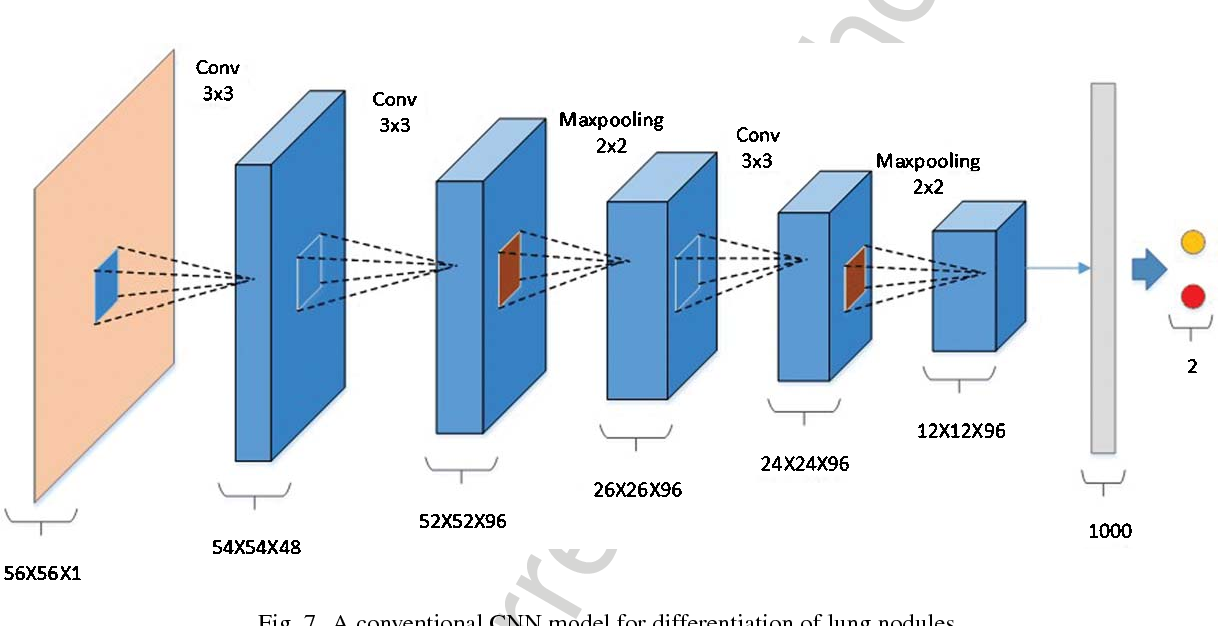 Conv
3x3
Conv
3x3
Maxpooling
2x2
Conv
3x3
Maxpooling
2x2
56X56X1
54X54X48
52X52X96
26X26X96
24X24X96
12X12X96
1000
2
Fig. 7. A conventional CNN model for differentiation of lung nodules